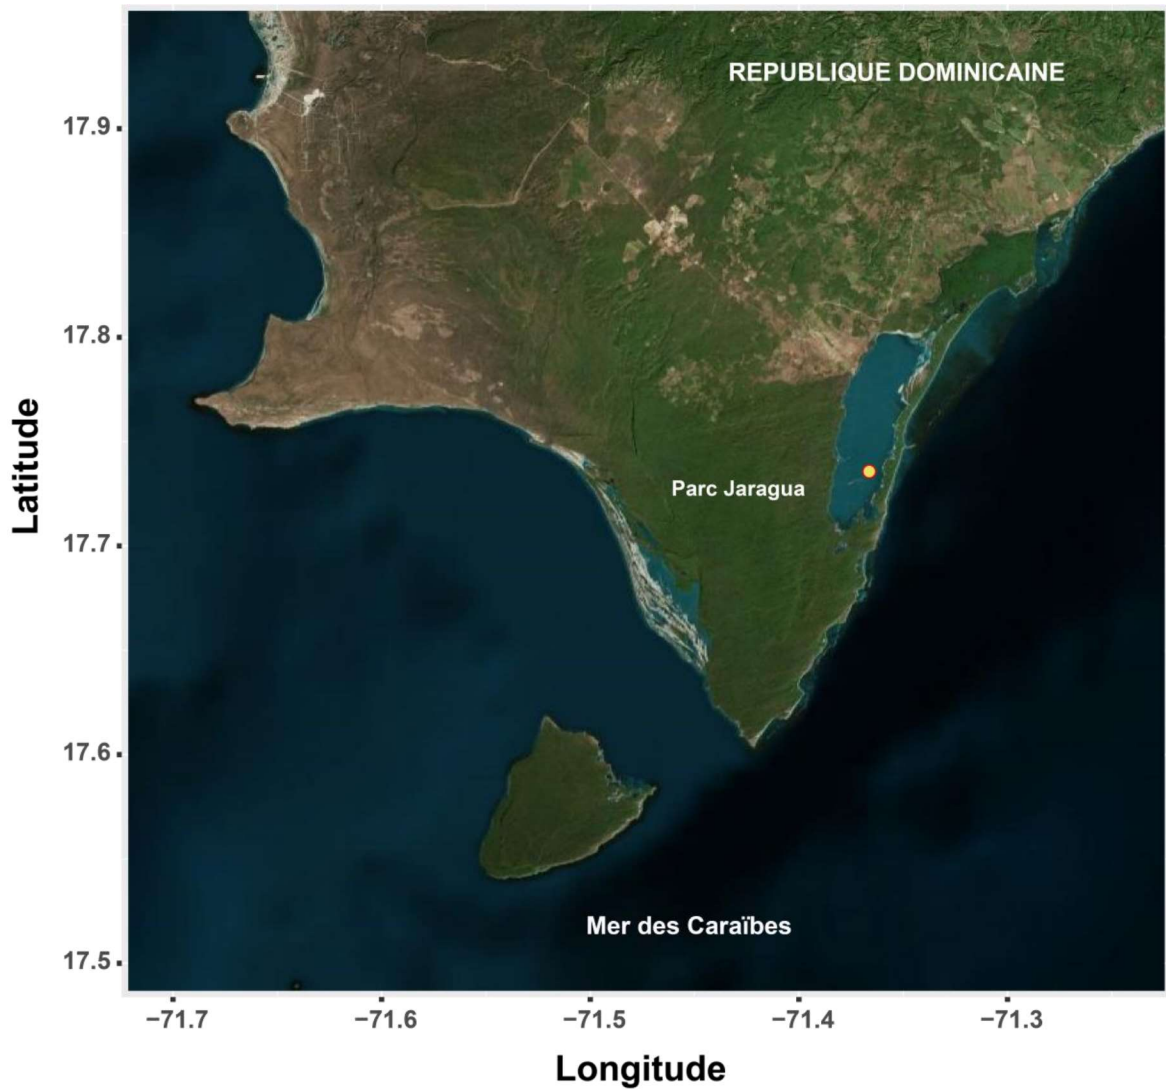 REPUBLIQUE DOMINICAINE
17.9
17.8
Parc Jaragua
17.7
17.6
Mer des Caraïbes
17.5
Latitude
−71.7 −71.6 −71.5 −71.4 −71.3
Longitude